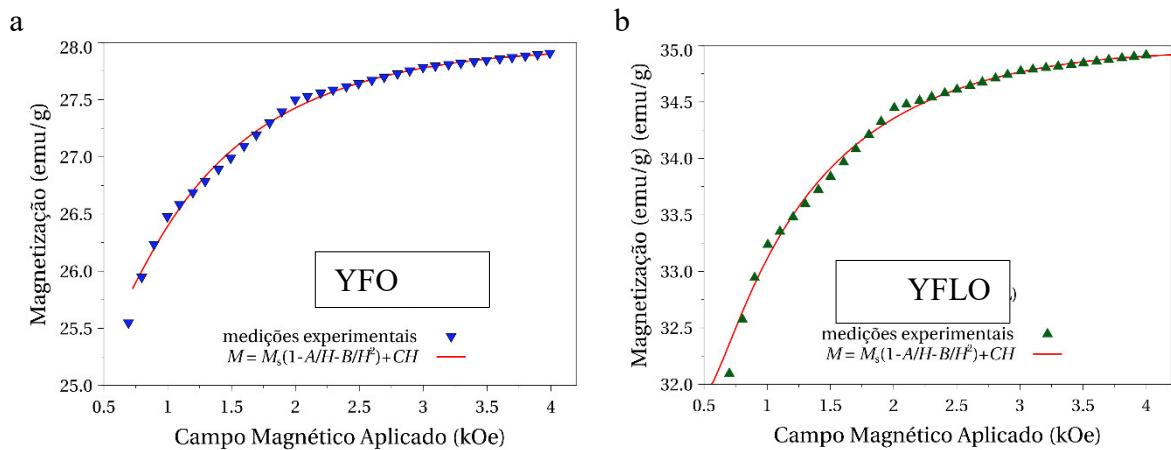 a
Magnetização (emu/g)
28.0
27.5
27.0
26.5
26.0
25.5
25.0
YFO
medições experimentais
M = Ms(1-A/H-B/H²)+CH
0.5 1 1.5 2 2.5 3 3.5 4
Campo Magnético Aplicado (kOe)
b
Magnetização (emu/g) (emu/g)
35.0
34.5
34.0
33.5
33.0
32.5
32.0
YFLO
medições experimentais
M = Ms(1-A/H-B/H²)+CH
0.5 1 1.5 2 2.5 3 3.5 4
Campo Magnético Aplicado (kOe)